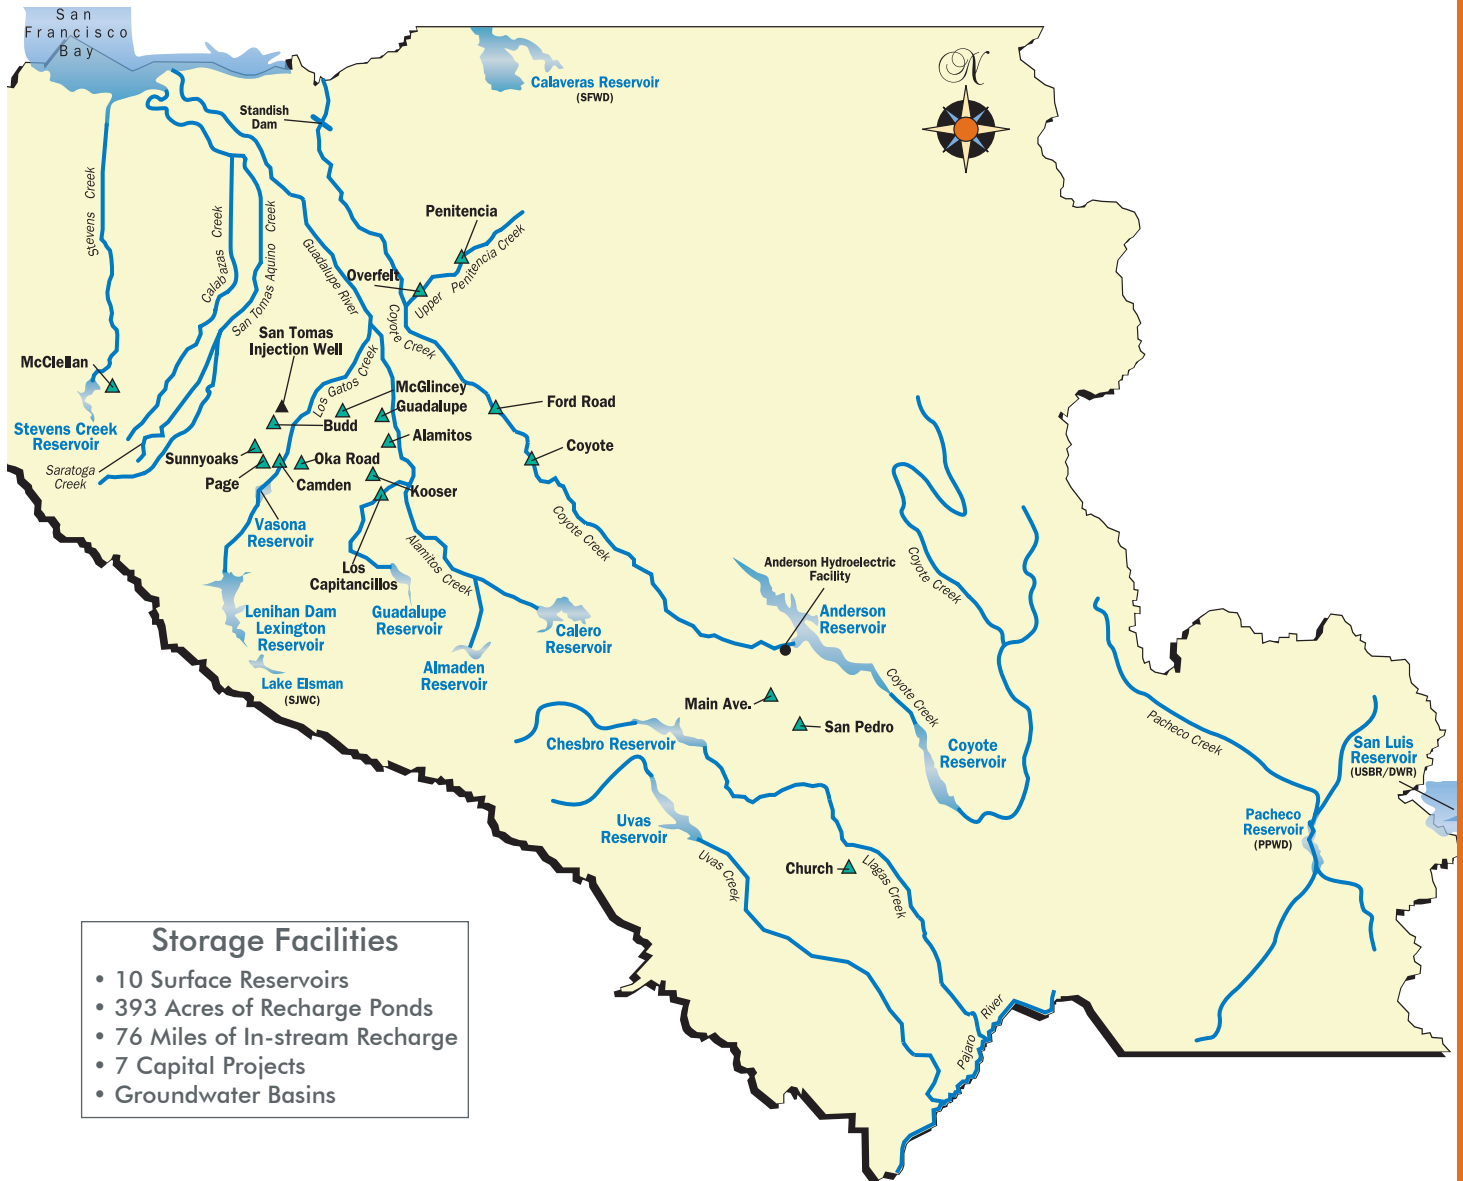 San
Francisco
Bay
N
Calaveras Reservoir
(SFWD)
Standish
Dam
Stevens Creek
Calabazas Creek
San Tomas Aquino Creek
Guadalupe River
Penitencia
Overfelt
Upper Penitencia Creek
Coyote Creek
San Tomas
Injection Well
McClellan
Los Gatos Creek
McGlincey
Guadalupe
Ford Road
Stevens Creek
Reservoir
Budd
Alamitos
Coyote
Sunnyoaks
Oka Road
Saratoga
Creek
Page
Camden
Kooser
Vasona
Reservoir
Coyote Creek
Alamitos Creek
Coyote Creek
Los
Capitancillos
Anderson Hydroelectric
Facility
Lenihan Dam
Lexington
Reservoir
Guadalupe
Reservoir
Calero
Reservoir
Anderson
Reservoir
Almaden
Reservoir
Lake Elsman
(SJWC)
Coyote Creek
Main Ave.
San Pedro
Chesbro Reservoir
Coyote
Reservoir
Pacheco Creek
San Luis
Reservoir
(USBR/DWR)
Uvas
Reservoir
Pacheco
Reservoir
(PPWD)
Uvas Creek
Church
Llagas Creek
Pajaro River
Storage Facilities
• 10 Surface Reservoirs
• 393 Acres of Recharge Ponds
• 76 Miles of In-stream Recharge
• 7 Capital Projects
• Groundwater Basins